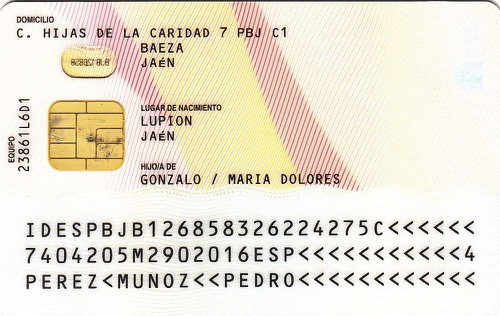 DOMICILIO
C. HIJAS DE LA CARIDAD 7 PBJ C1
BAEZA
JAéN
LUGAR DE NACIMIENTO
LUPION
JAéN
HIJO/A DE
GONZALO / MARIA DOLORES
EQUIPO
23861L6D1
IDESPBJB126858326224275C<<<<<<
7404205M2902016ESP<<<<<<<<<<<4
PEREZ<MUNOZ<<PEDRO<<<<<<<<<<<<